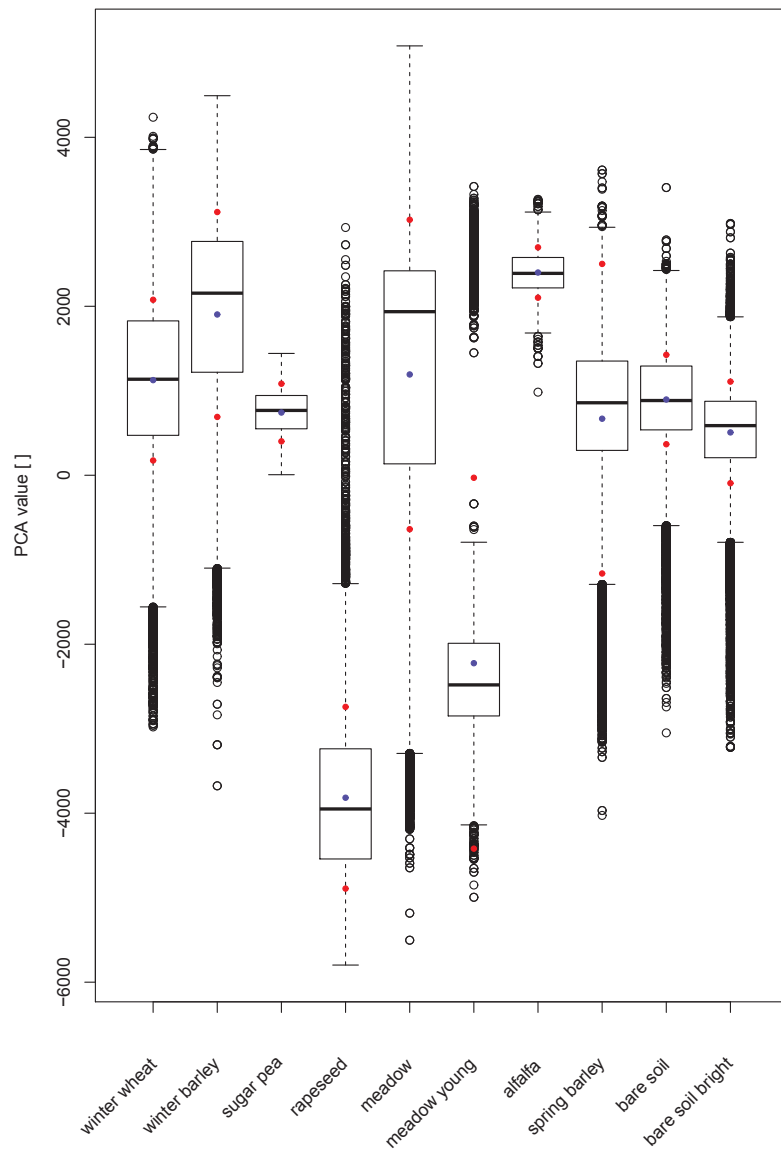 4000
2000
0
-2000
-4000
-6000
PCA value [ ]
winter wheat
winter barley
sugar pea
rapeseed
meadow
meadow young
alfalfa
spring barley
bare soil
bare soil bright